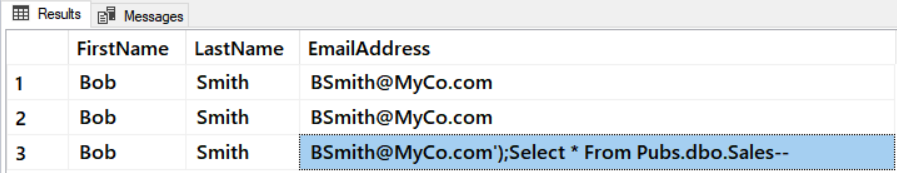 Results Messages
FirstName LastName EmailAddress
1 Bob Smith BSmith@MyCo.com
2 Bob Smith BSmith@MyCo.com
3 Bob Smith BSmith@MyCo.com');Select * From Pubs.dbo.Sales--